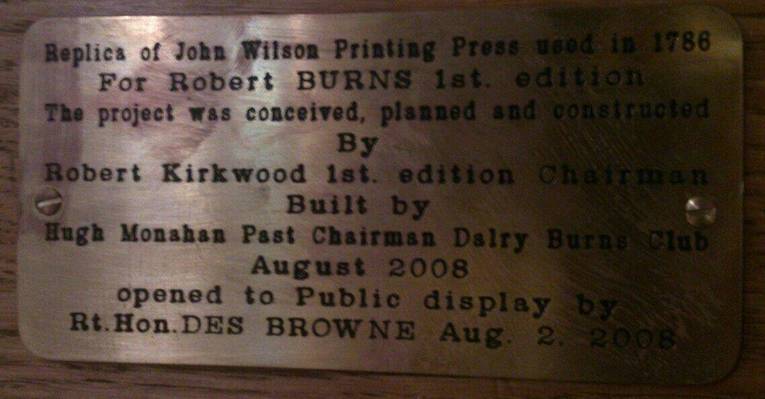 Replica of John Wilson Printing Press used in 1786
For Robert BURNS 1st. edition
The project was conceived, planned and constructed
By
Robert Kirkwood 1st. edition Chairman
Built by
Hugh Monahan Past Chairman Dalry Burns Club
August 2008
opened to Public display by
Rt.Hon.DES BROWNE Aug. 2. 2008